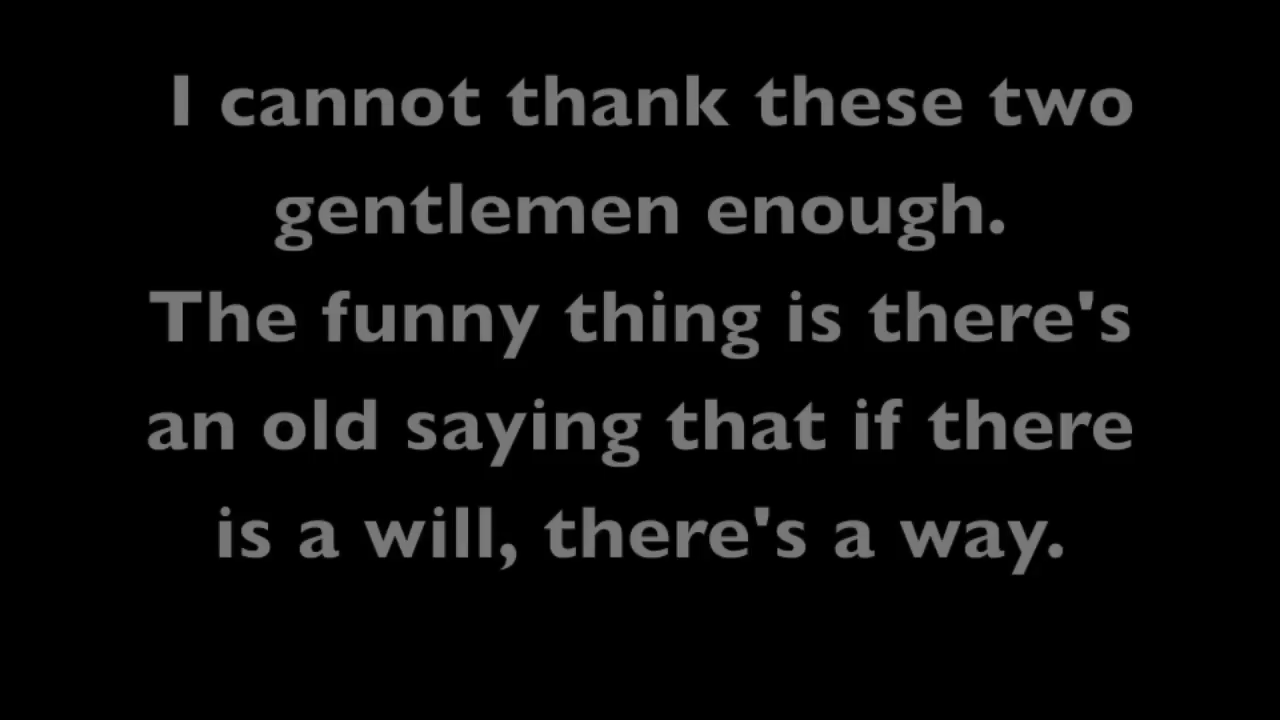 I cannot thank these two
gentlemen enough.
The funny thing is there's
an old saying that if there
is a will, there's a way.